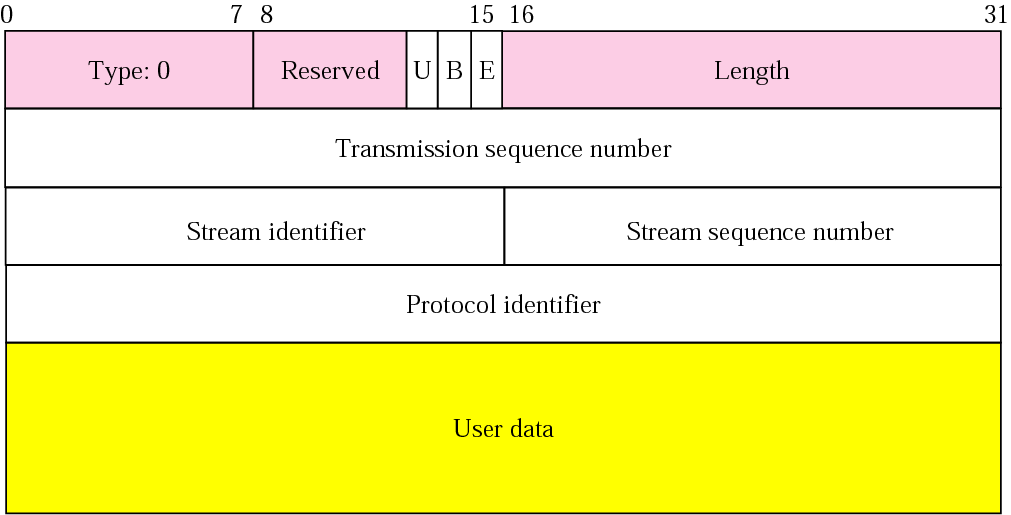 0 7 8 15 16 31
Type: 0 Reserved U B E Length
Transmission sequence number
Stream identifier Stream sequence number
Protocol identifier
User data